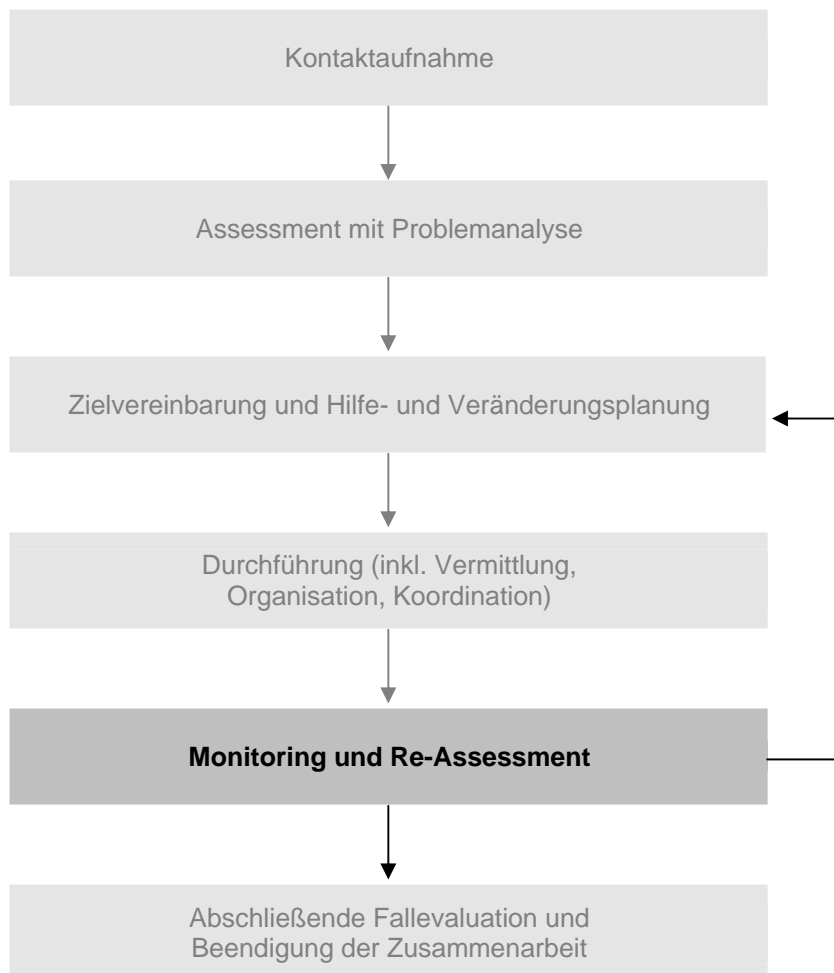 Kontaktaufnahme
Assessment mit Problemanalyse
Zielvereinbarung und Hilfe- und Veränderungsplanung
Durchführung (inkl. Vermittlung,
Organisation, Koordination)
Monitoring und Re-Assessment
Abschließende Fallevaluation und
Beendigung der Zusammenarbeit